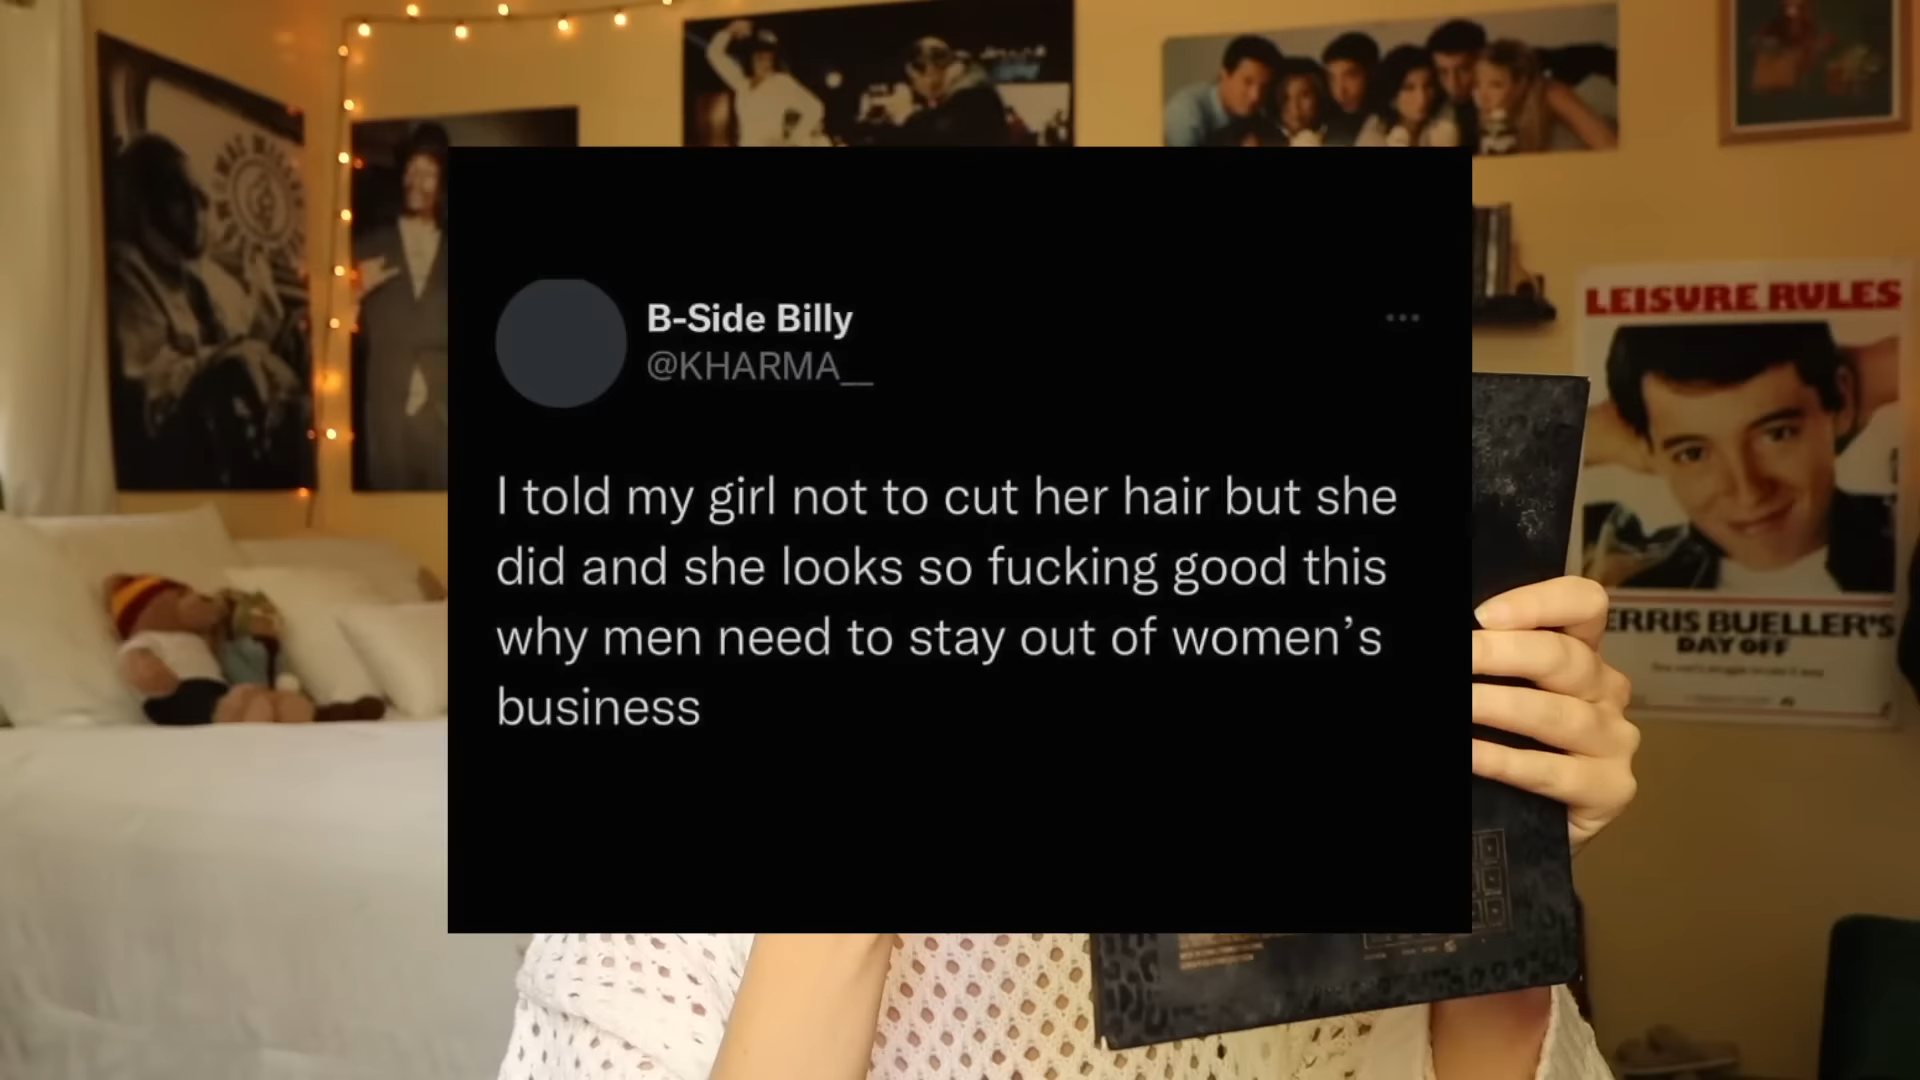 B-Side Billy
@KHARMA__
I told my girl not to cut her hair but she
did and she looks so fucking good this
why men need to stay out of women’s
business
LEISURE RULES
ERRIS BUELLER'S
DAY OFF